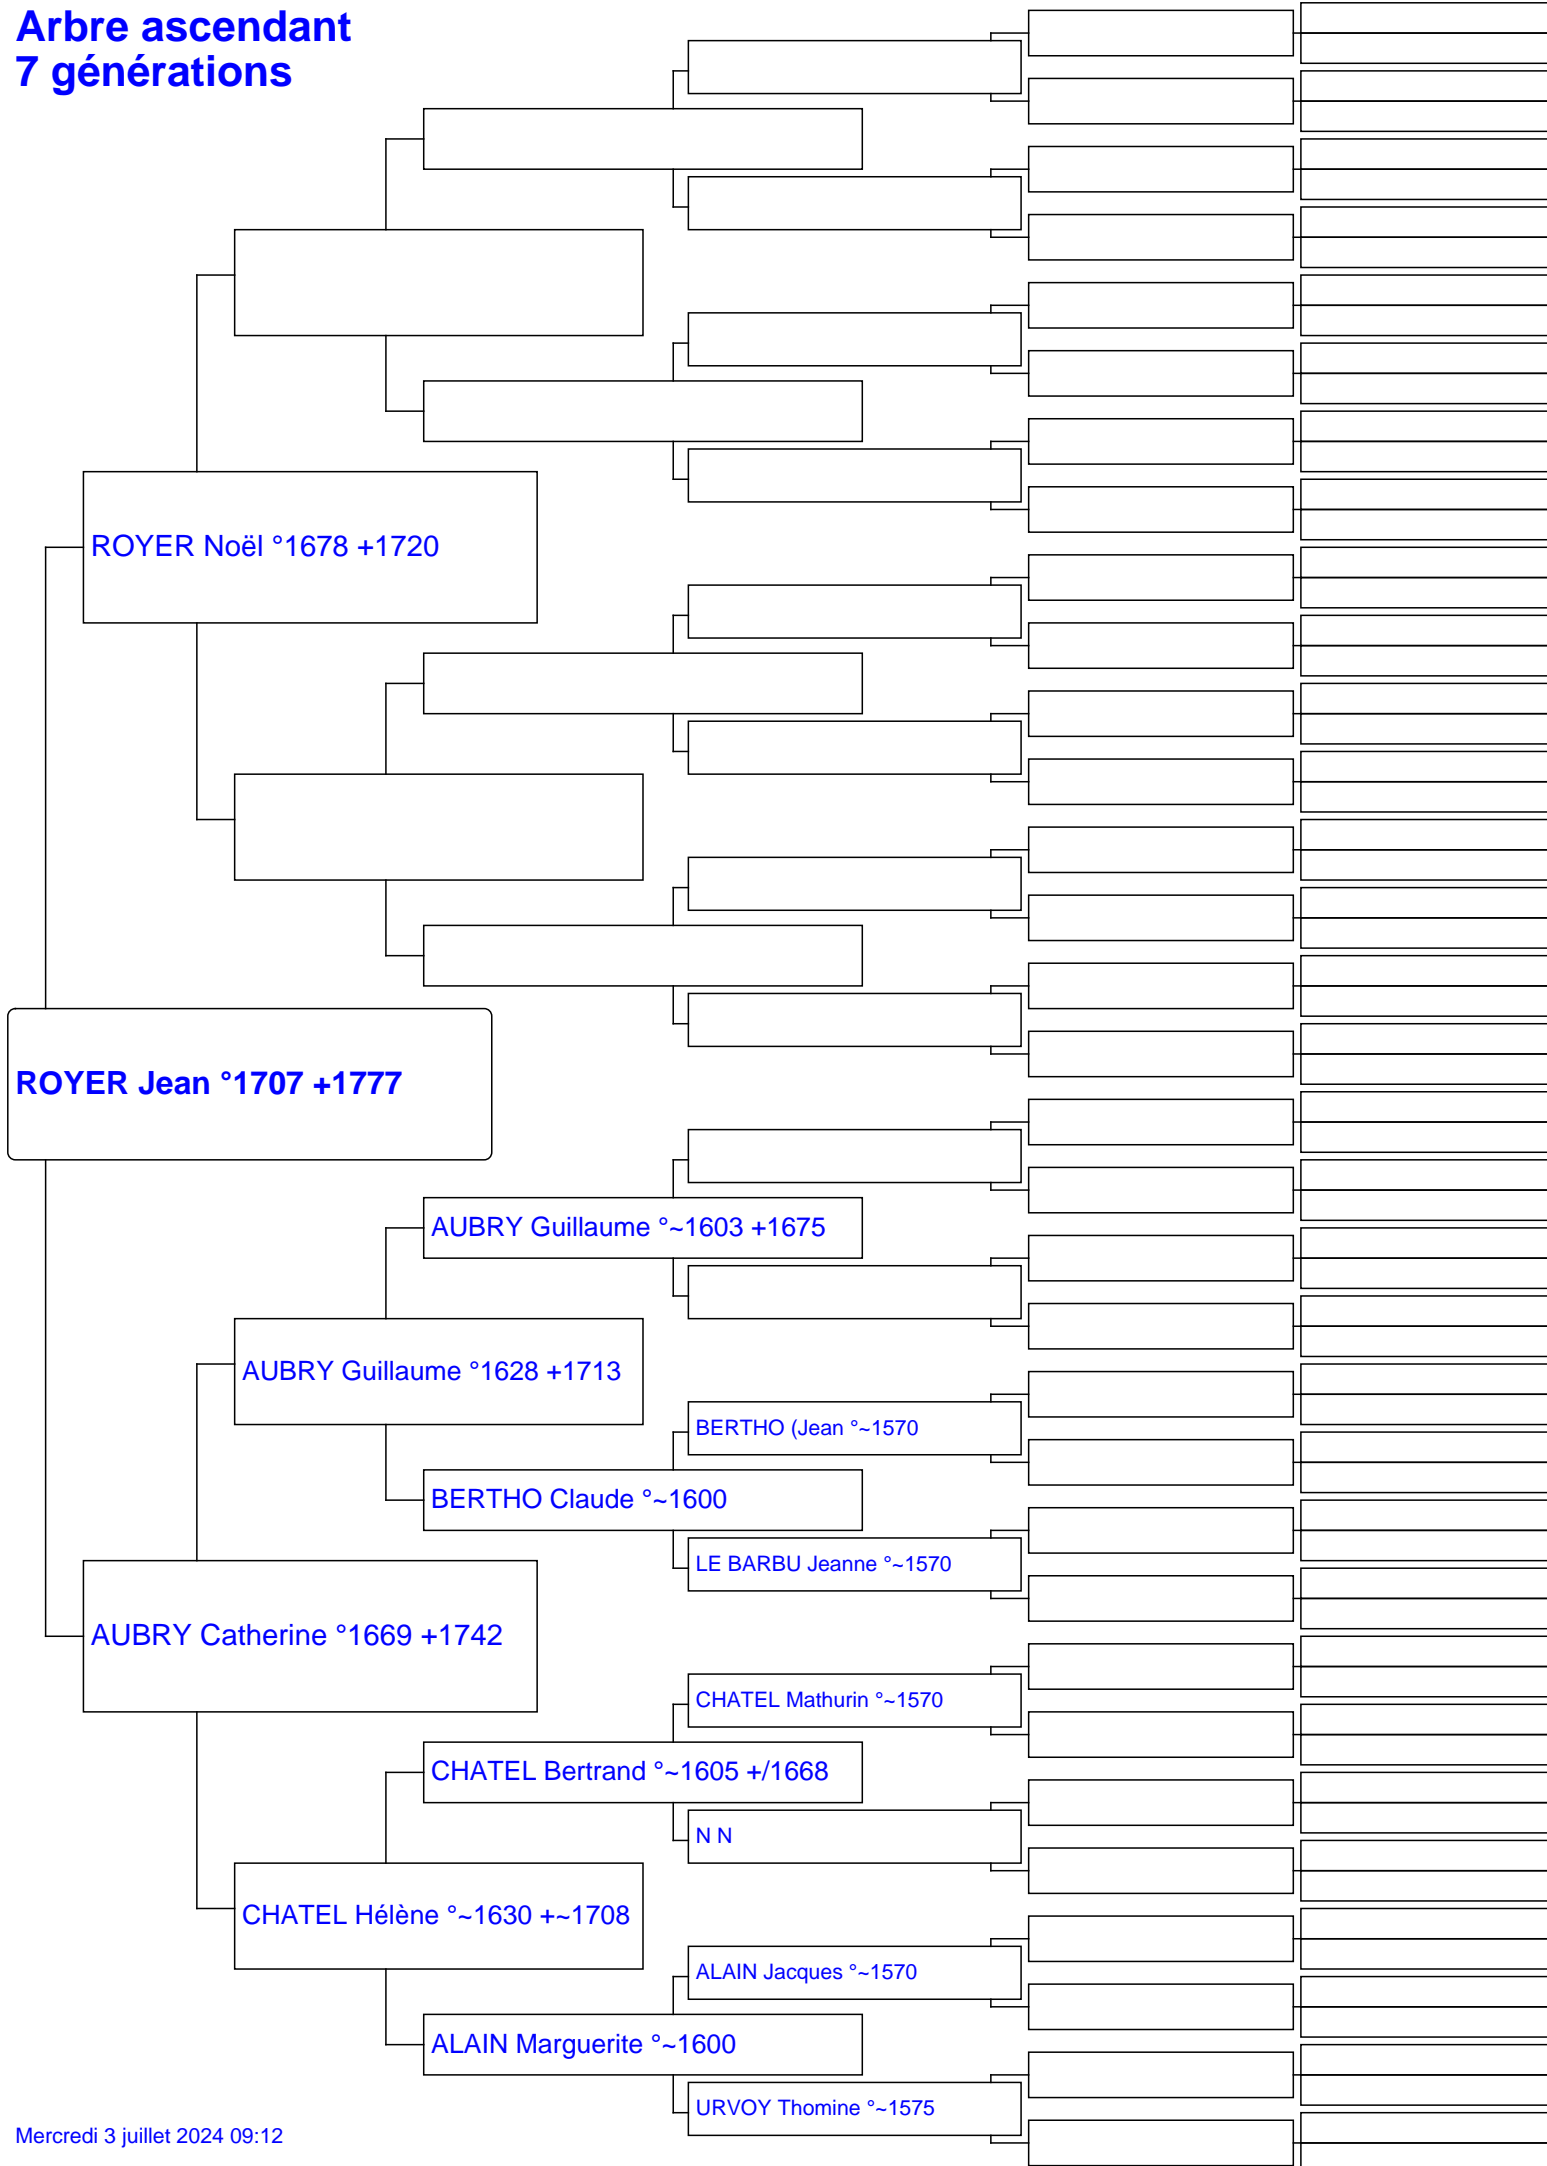 Arbre ascendant
7 générations
ROYER Noël °1678 +1720
ROYER Jean °1707 +1777
AUBRY Guillaume °~1603 +1675
AUBRY Guillaume °1628 +1713
BERTHO (Jean °~1570
BERTHO Claude °~1600
LE BARBU Jeanne °~1570
AUBRY Catherine °1669 +1742
CHATEL Mathurin °~1570
CHATEL Bertrand °~1605 +/1668
N N
CHATEL Hélène °~1630 +~1708
ALAIN Jacques °~1570
ALAIN Marguerite °~1600
URVOY Thomine °~1575
Mercredi 3 juillet 2024 09:12